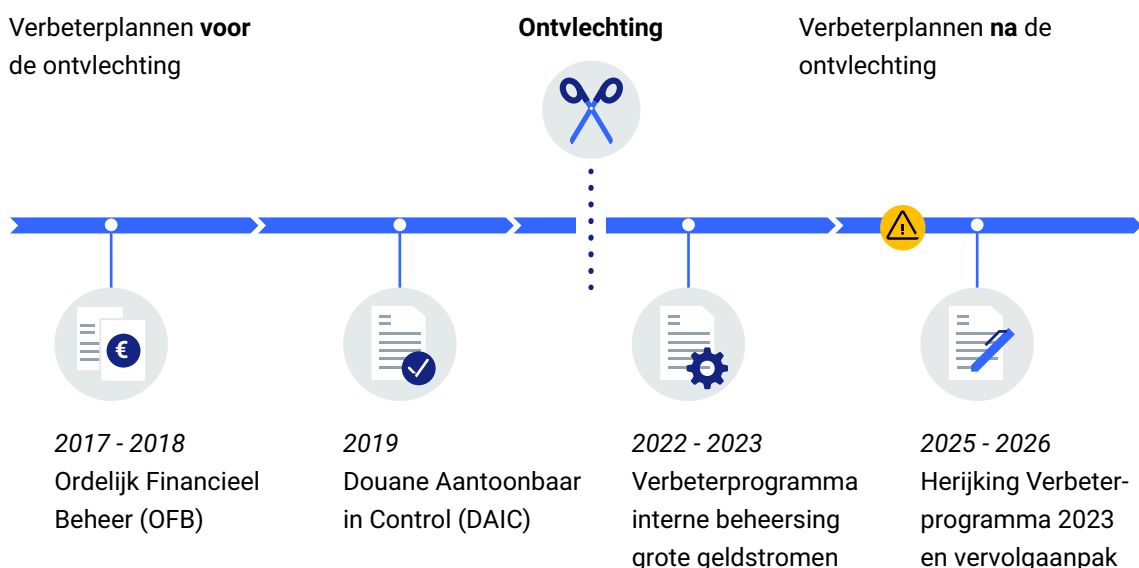 Verbeterplannen voor
de ontvlechting
Ontvlechting
Verbeterplannen na de
ontvlechting
€
2017 - 2018
Ordelijk Financieel
Beheer (OFB)
2019
Douane Aantoonbaar
in Control (DAIC)
2022 - 2023
Verbeterprogramma
interne beheersing
grote geldstromen
2025 - 2026
Herijking Verbeter-
programma 2023
en vervolgaanpak